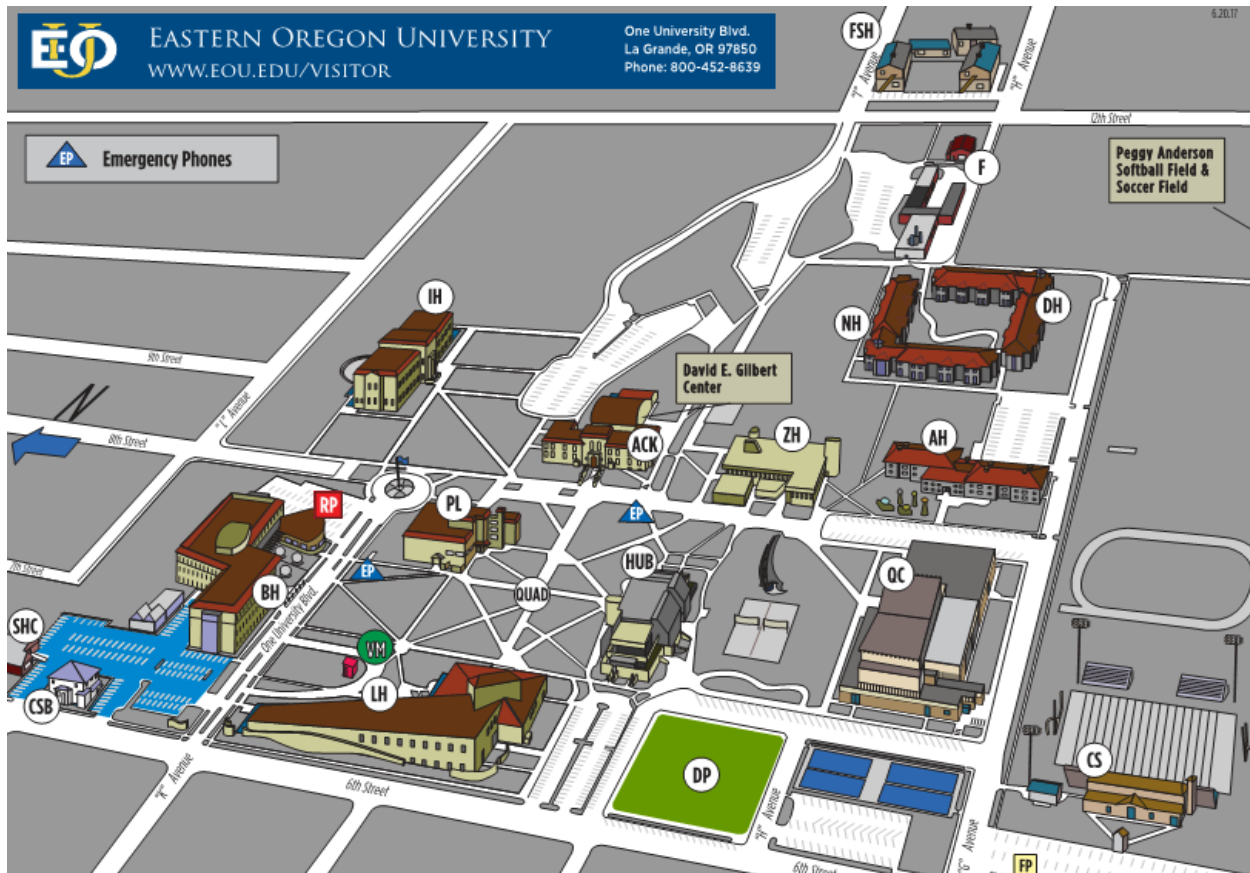 EOU
EASTERN OREGON UNIVERSITY
WWW.EOU.EDU/VISITOR
One University Blvd.
La Grande, OR 97850
Phone: 800-452-8639
6.20.17
FSH
"I" Avenue
"H" Avenue
12th Street
EP
Emergency Phones
Peggy Anderson
Softball Field &
Soccer Field
F
IH
NH
DH
9th Street
David E. Gilbert
Center
N
"L" Avenue
8th Street
ACK
ZH
AH
RP
PL
EP
HUB
QC
7th Street
BH
EP
QUAD
SHC
One University Blvd.
VM
CSB
LH
"K" Avenue
6th Street
DP
CS
"H" Avenue
"G" Avenue
6th Street
FP